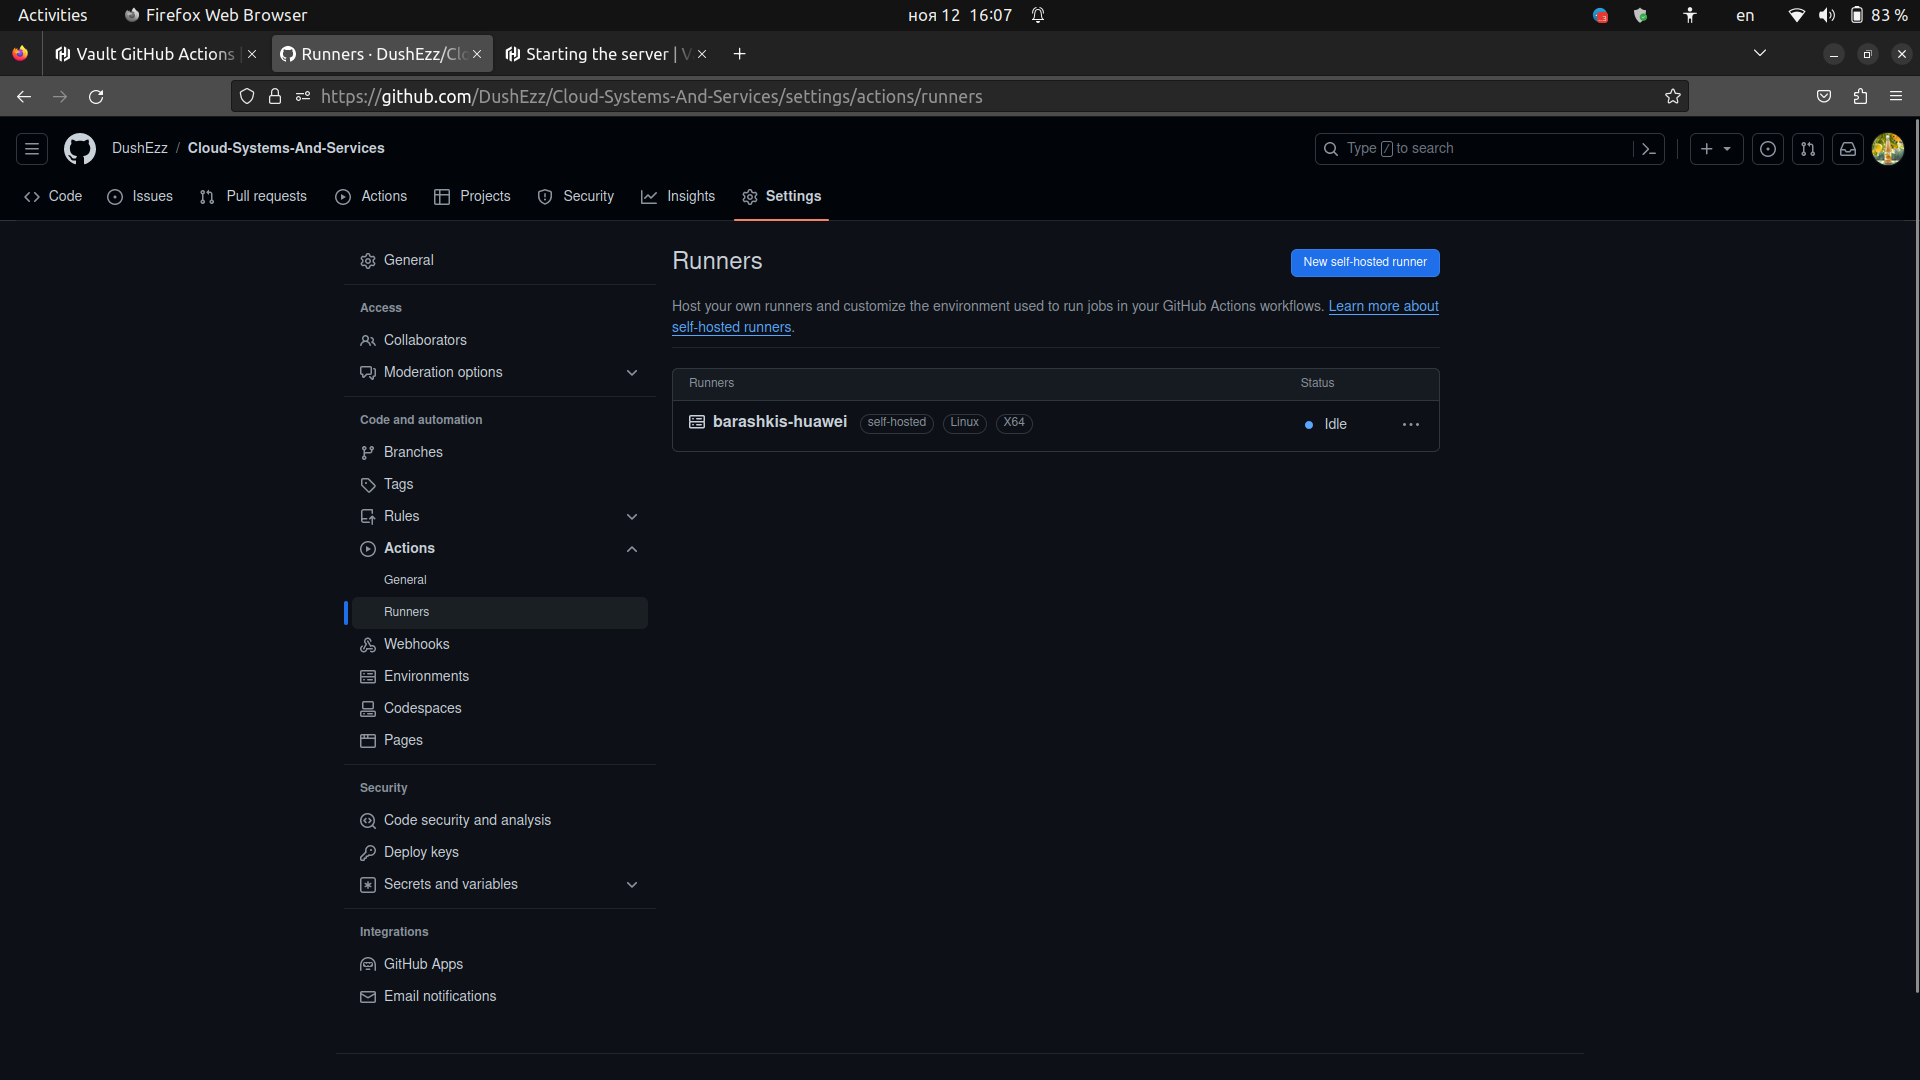 Activities Firefox Web Browser ноя 12 16:07 en 83 %
Vault GitHub Actions Runners · DushEzz/Clo Starting the server | V
https://github.com/DushEzz/Cloud-Systems-And-Services/settings/actions/runners
DushEzz / Cloud-Systems-And-Services Type / to search
Code Issues Pull requests Actions Projects Security Insights Settings
General
Access
Collaborators
Moderation options
Code and automation
Branches
Tags
Rules
Actions
General
Runners
Webhooks
Environments
Codespaces
Pages
Security
Code security and analysis
Deploy keys
Secrets and variables
Integrations
GitHub Apps
Email notifications
Runners
New self-hosted runner
Host your own runners and customize the environment used to run jobs in your GitHub Actions workflows. Learn more about
self-hosted runners.
Runners Status
barashkis-huawei self-hosted Linux X64 Idle